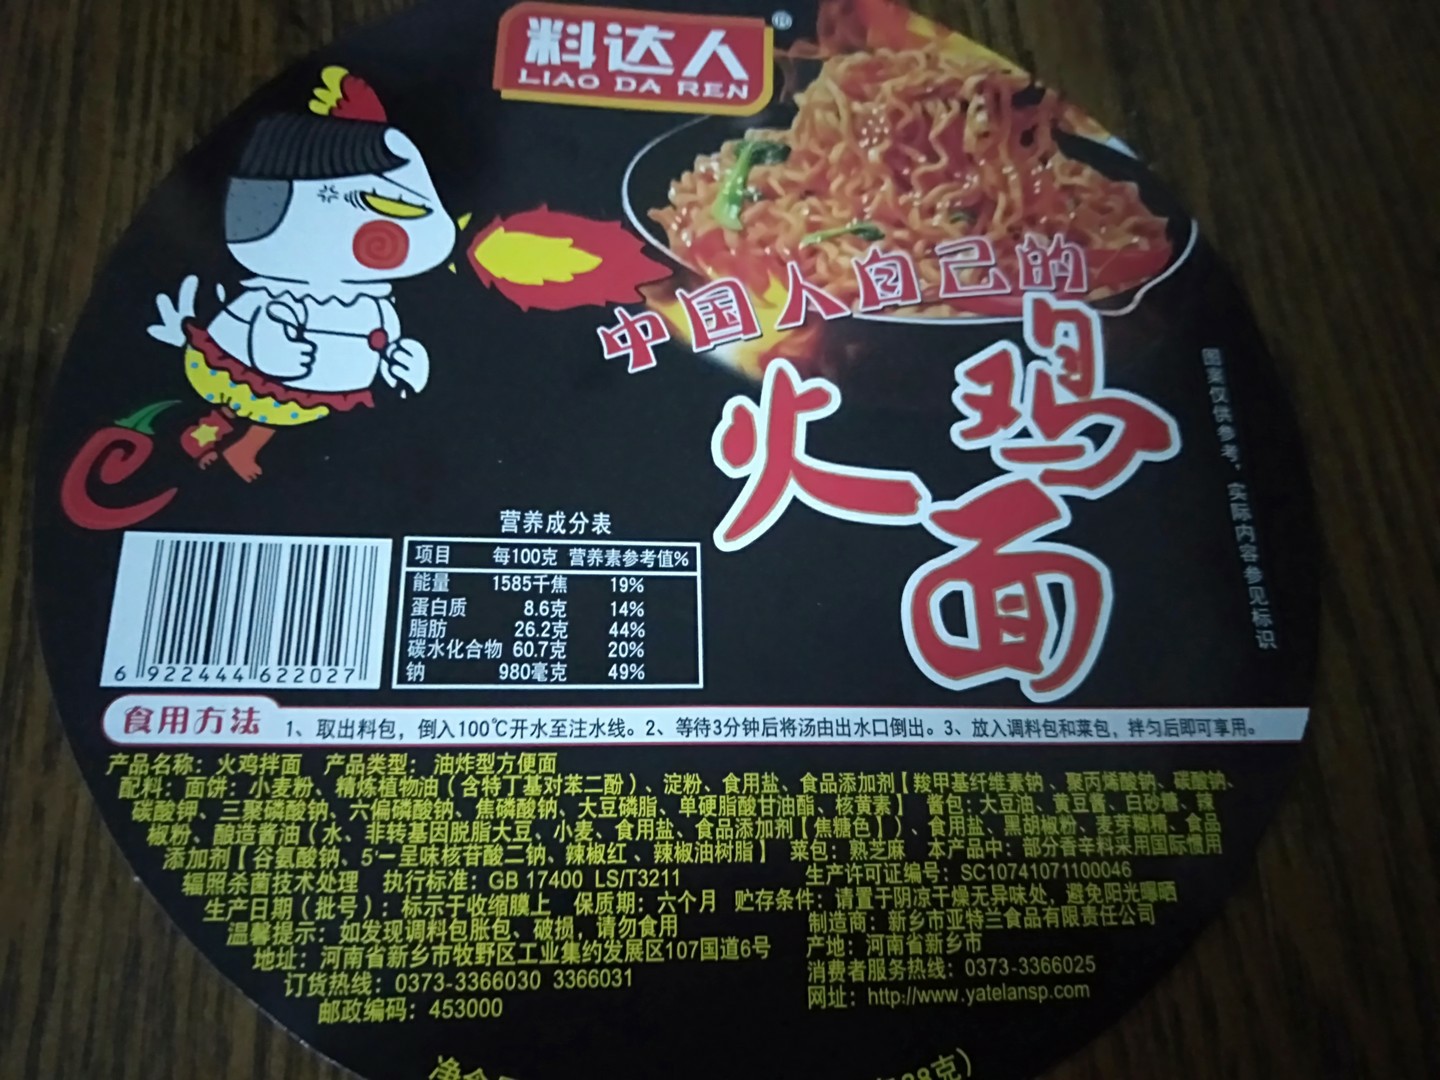 料达人®
LIAO DA REN
中国人自己的
火鸡面
图案仅供参考，实际内容参见标识
营养成分表
项目 每100克 营养素参考值%
能量 1585千焦 19%
蛋白质 8.6克 14%
脂肪 26.2克 44%
碳水化合物 60.7克 20%
钠 980毫克 49%
6 922444 622027
食用方法 1、取出料包，倒入100℃开水至注水线。2、等待3分钟后将汤由出水口倒出。3、放入调料包和菜包，拌匀后即可享用。
产品名称：火鸡拌面 产品类型：油炸型方便面
配料：面饼：小麦粉、精炼植物油（含特丁基对苯二酚）、淀粉、食用盐、食品添加剂【羧甲基纤维素钠、聚丙烯酸钠、碳酸钠、
碳酸钾、三聚磷酸钠、六偏磷酸钠、焦磷酸钠、大豆磷脂、单硬脂酸甘油酯、核黄素】 酱包：大豆油、黄豆酱、白砂糖、辣
椒粉、酿造酱油（水、非转基因脱脂大豆、小麦、食用盐、食品添加剂【焦糖色】）、食用盐、黑胡椒粉、麦芽糊精、食品
添加剂【谷氨酸钠、5'一呈味核苷酸二钠、辣椒红、辣椒油树脂】 菜包：熟芝麻 本产品中：部分香辛料采用国际惯用
辐照杀菌技术处理 执行标准：GB 17400 LS/T3211 生产许可证编号：SC10741071100046
生产日期（批号）：标示于收缩膜上 保质期：六个月 贮存条件：请置于阴凉干燥无异味处，避免阳光曝晒
温馨提示：如发现调料包胀包、破损，请勿食用 制造商：新乡市亚特兰食品有限责任公司
地址：河南省新乡市牧野区工业集约发展区107国道6号 产地：河南省新乡市
订货热线：0373-3366030 3366031 消费者服务热线：0373-3366025
邮政编码：453000 网址：http://www.yatelansp.com